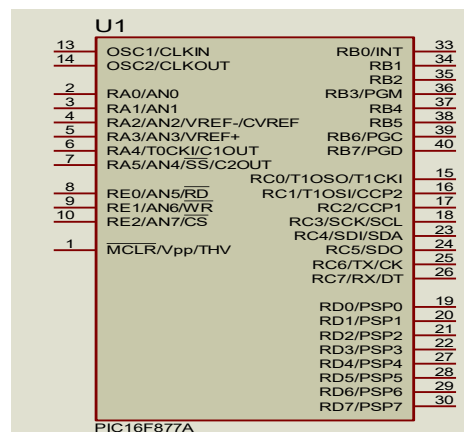 U1
13 OSC1/CLKIN
14 OSC2/CLKOUT
2 RA0/AN0
3 RA1/AN1
4 RA2/AN2/VREF-/CVREF
5 RA3/AN3/VREF+
6 RA4/T0CKI/C1OUT
7 RA5/AN4/SS/C2OUT
8 RE0/AN5/RD
9 RE1/AN6/WR
10 RE2/AN7/CS
1 MCLR/Vpp/THV
RB0/INT 33
RB1 34
RB2 35
RB3/PGM 36
RB4 37
RB5 38
RB6/PGC 39
RB7/PGD 40
RC0/T1OSO/T1CKI 15
RC1/T1OSI/CCP2 16
RC2/CCP1 17
RC3/SCK/SCL 18
RC4/SDI/SDA 23
RC5/SDO 24
RC6/TX/CK 25
RC7/RX/DT 26
RD0/PSP0 19
RD1/PSP1 20
RD2/PSP2 21
RD3/PSP3 22
RD4/PSP4 27
RD5/PSP5 28
RD6/PSP6 29
RD7/PSP7 30
PIC16F877A